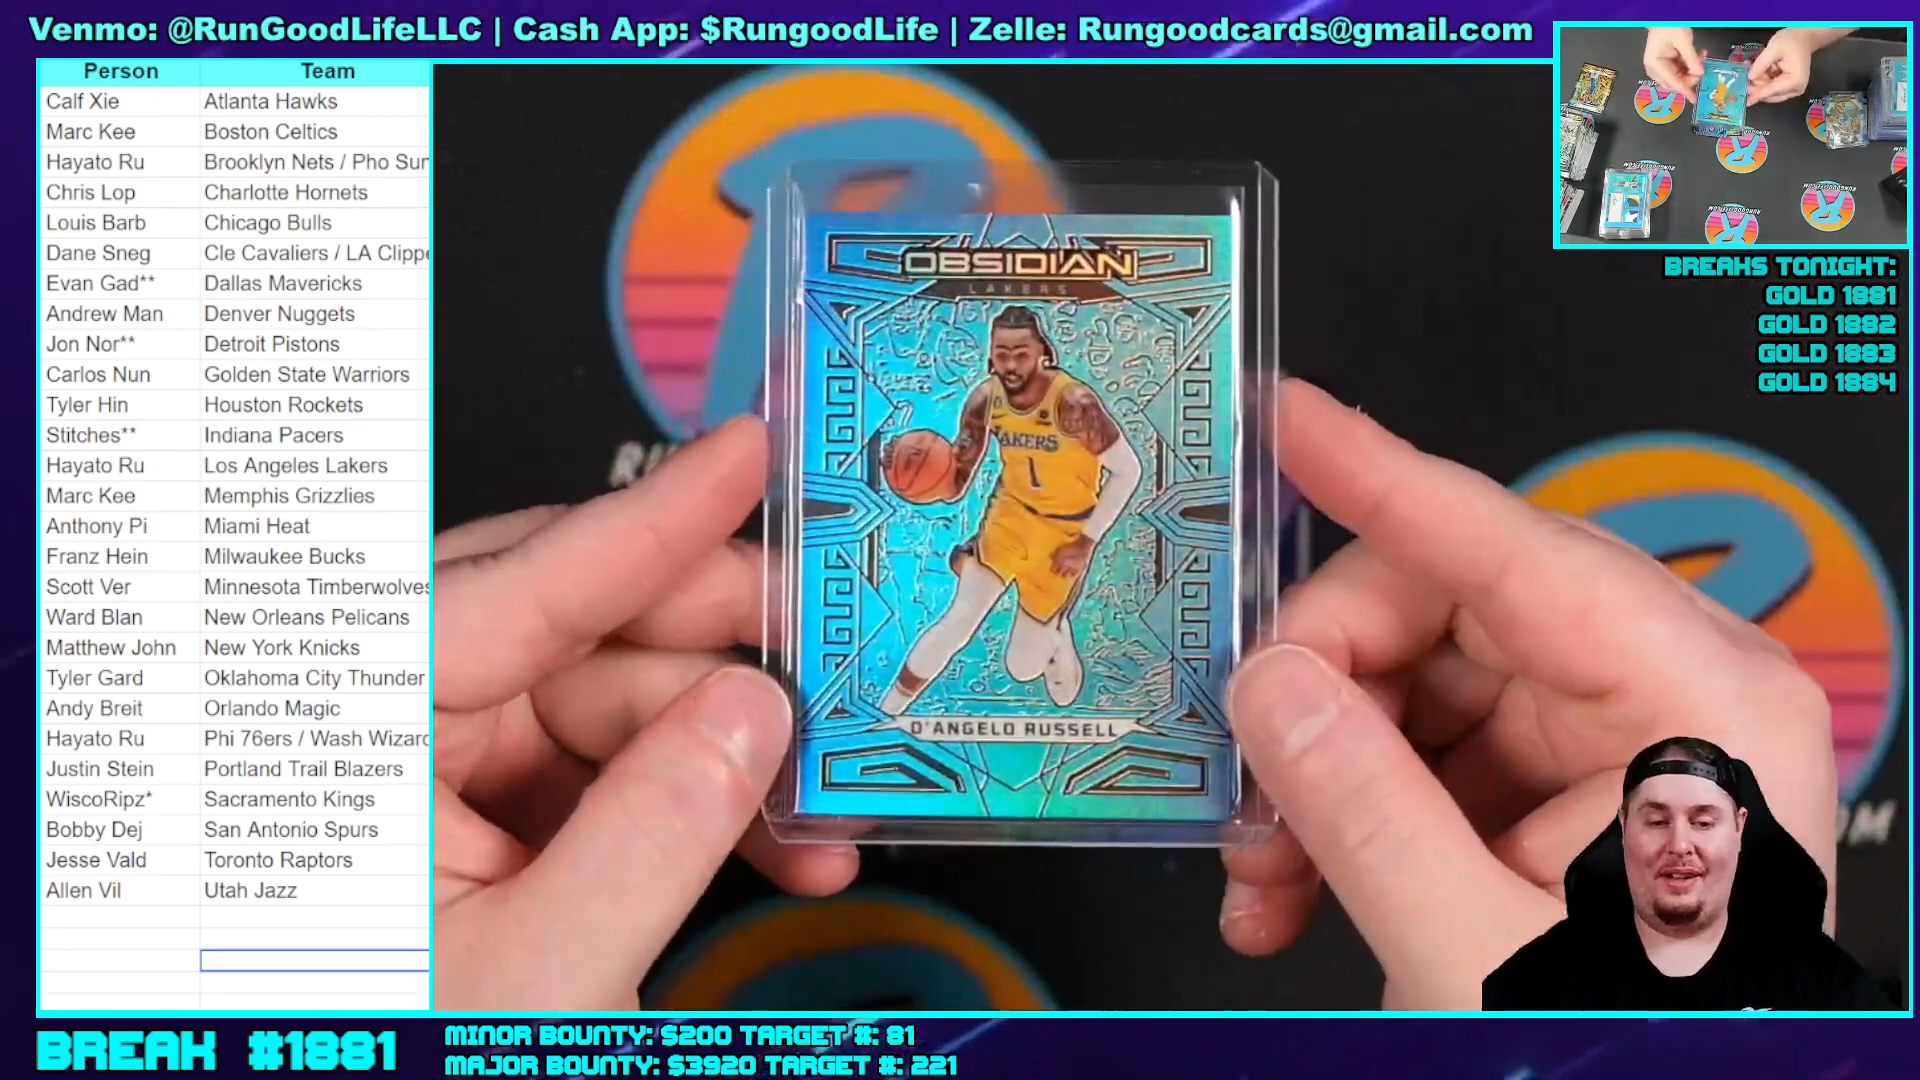 Venmo: @RunGoodLifeLLC | Cash App: $RungoodLife | Zelle: Rungoodcards@gmail.com
Person Team
Calf Xie Atlanta Hawks
Marc Kee Boston Celtics
Hayato Ru Brooklyn Nets / Pho Sun
Chris Lop Charlotte Hornets
Louis Barb Chicago Bulls
Dane Sneg Cle Cavaliers / LA Clippe
Evan Gad** Dallas Mavericks
Andrew Man Denver Nuggets
Jon Nor** Detroit Pistons
Carlos Nun Golden State Warriors
Tyler Hin Houston Rockets
Stitches** Indiana Pacers
Hayato Ru Los Angeles Lakers
Marc Kee Memphis Grizzlies
Anthony Pi Miami Heat
Franz Hein Milwaukee Bucks
Scott Ver Minnesota Timberwolves
Ward Blan New Orleans Pelicans
Matthew John New York Knicks
Tyler Gard Oklahoma City Thunder
Andy Breit Orlando Magic
Hayato Ru Phi 76ers / Wash Wizard
Justin Stein Portland Trail Blazers
WiscoRipz* Sacramento Kings
Bobby Dej San Antonio Spurs
Jesse Vald Toronto Raptors
Allen Vil Utah Jazz
OBSIDIAN
LAKERS
LAKERS
1
D'ANGELO RUSSELL
BREAKS TONIGHT:
GOLD 1881
GOLD 1882
GOLD 1883
GOLD 1884
BREAK #1881
MINOR BOUNTY: $200 TARGET #: 81
MAJOR BOUNTY: $3920 TARGET #: 221